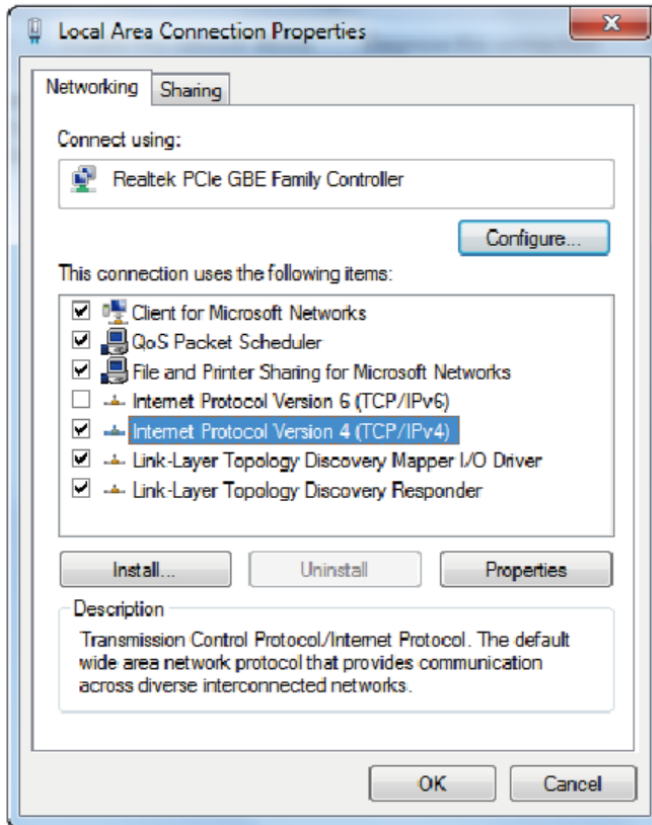 Local Area Connection Properties
Networking
Sharing
Connect using:
Realtek PCIe GBE Family Controller
Configure...
This connection uses the following items:
Client for Microsoft Networks
QoS Packet Scheduler
File and Printer Sharing for Microsoft Networks
Internet Protocol Version 6 (TCP/IPv6)
Internet Protocol Version 4 (TCP/IPv4)
Link-Layer Topology Discovery Mapper I/O Driver
Link-Layer Topology Discovery Responder
Install...
Uninstall
Properties
Description
Transmission Control Protocol/Internet Protocol. The default
wide area network protocol that provides communication
across diverse interconnected networks.
OK
Cancel